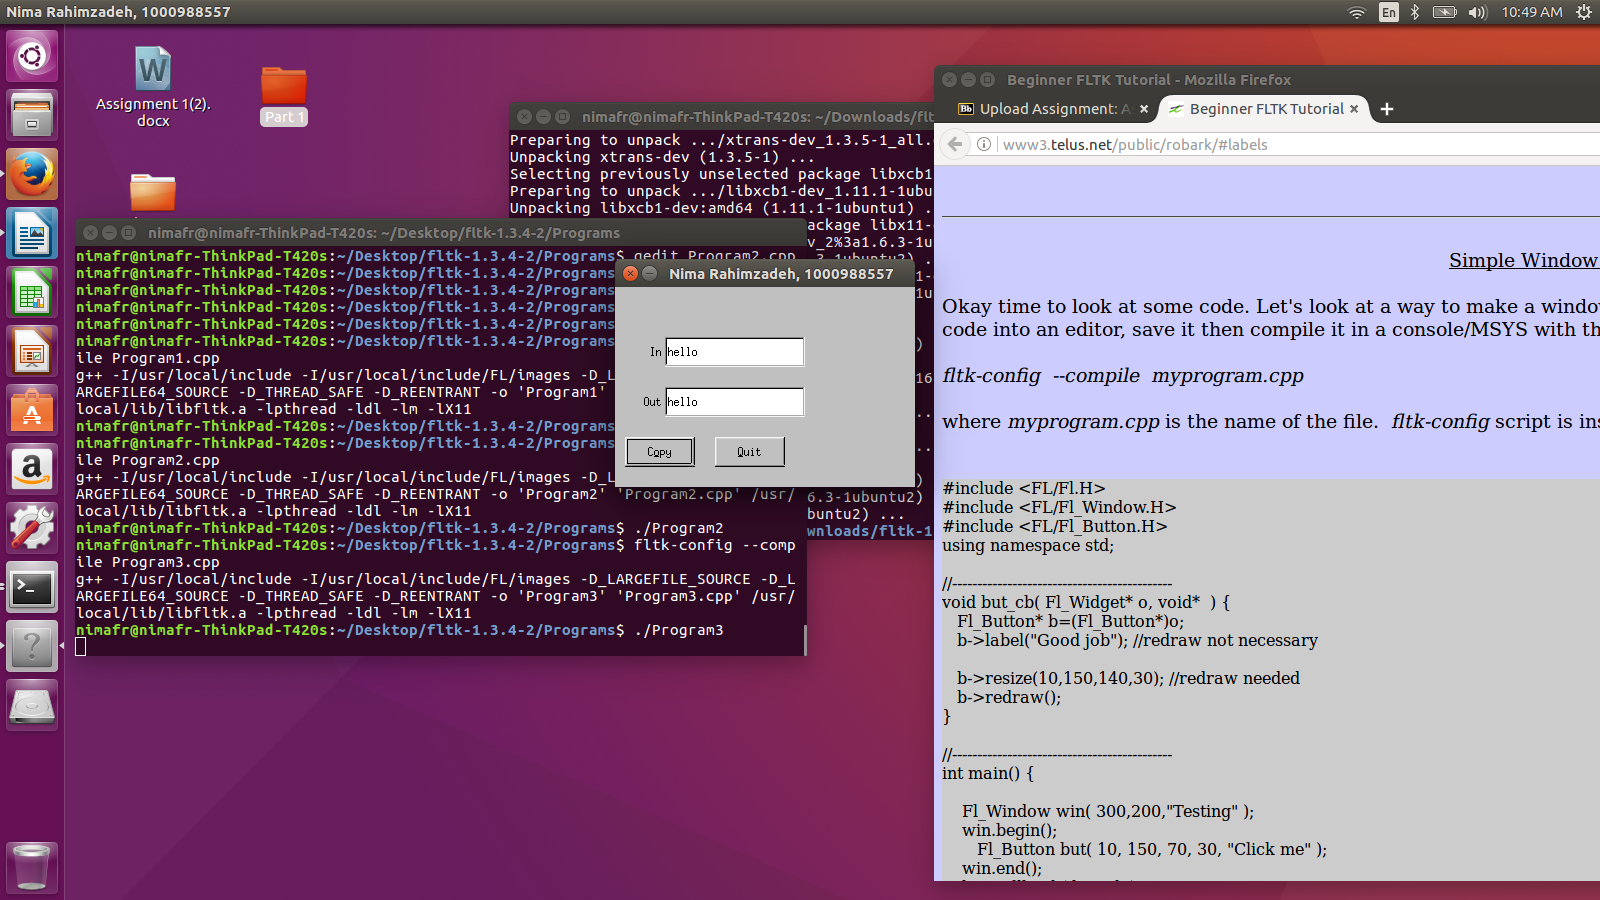 Nima Rahimzadeh, 1000988557
En
10:49 AM
W
Assignment 1(2).
docx
Part 1
nimafr@nimafr-ThinkPad-T420s: ~/Downloads/flt
Preparing to unpack .../xtrans-dev_1.3.5-1_all.
Unpacking xtrans-dev (1.3.5-1) ...
Selecting previously unselected package libxcb1
Preparing to unpack .../libxcb1-dev_1.11.1-1ubu
Unpacking libxcb1-dev:amd64 (1.11.1-1ubuntu1) .
ackage libx11-
v_2%3a1.6.3-1u
6.3-1ubuntu2)
buntu2) ...
wnloads/fltk-1
nimafr@nimafr-ThinkPad-T420s: ~/Desktop/fltk-1.3.4-2/Programs
nimafr@nimafr-ThinkPad-T420s:~/Desktop/fltk-1.3.4-2/Programs$ gedit Program2.cpp
nimafr@nimafr-ThinkPad-T420s:~/Desktop/fltk-1.3.4-2/Programs
nimafr@nimafr-ThinkPad-T420s:~/Desktop/fltk-1.3.4-2/Programs
nimafr@nimafr-ThinkPad-T420s:~/Desktop/fltk-1.3.4-2/Programs
nimafr@nimafr-ThinkPad-T420s:~/Desktop/fltk-1.3.4-2/Programs
nimafr@nimafr-ThinkPad-T420s:~/Desktop/fltk-1.3.4-2/Programs
ile Program1.cpp
g++ -I/usr/local/include -I/usr/local/include/FL/images -D_L
ARGEFILE64_SOURCE -D_THREAD_SAFE -D_REENTRANT -o 'Program1'
local/lib/libfltk.a -lpthread -ldl -lm -lX11
nimafr@nimafr-ThinkPad-T420s:~/Desktop/fltk-1.3.4-2/Programs
nimafr@nimafr-ThinkPad-T420s:~/Desktop/fltk-1.3.4-2/Programs
ile Program2.cpp
g++ -I/usr/local/include -I/usr/local/include/FL/images -D_L
ARGEFILE64_SOURCE -D_THREAD_SAFE -D_REENTRANT -o 'Program2' 'Program2.cpp' /usr/
local/lib/libfltk.a -lpthread -ldl -lm -lX11
nimafr@nimafr-ThinkPad-T420s:~/Desktop/fltk-1.3.4-2/Programs$ ./Program2
nimafr@nimafr-ThinkPad-T420s:~/Desktop/fltk-1.3.4-2/Programs$ fltk-config --comp
ile Program3.cpp
g++ -I/usr/local/include -I/usr/local/include/FL/images -D_LARGEFILE_SOURCE -D_L
ARGEFILE64_SOURCE -D_THREAD_SAFE -D_REENTRANT -o 'Program3' 'Program3.cpp' /usr/
local/lib/libfltk.a -lpthread -ldl -lm -lX11
nimafr@nimafr-ThinkPad-T420s:~/Desktop/fltk-1.3.4-2/Programs$ ./Program3
Nima Rahimzadeh, 1000988557
In hello
Out hello
Copy Quit
Beginner FLTK Tutorial - Mozilla Firefox
Bb Upload Assignment: A
Beginner FLTK Tutorial
www3.telus.net/public/robark/#labels
Simple Window
Okay time to look at some code. Let's look at a way to make a windo
code into an editor, save it then compile it in a console/MSYS with th
fltk-config --compile myprogram.cpp
where myprogram.cpp is the name of the file. fltk-config script is ins
#include <FL/Fl.H>
#include <FL/Fl_Window.H>
#include <FL/Fl_Button.H>
using namespace std;
//--------------------------------------------
void but_cb( Fl_Widget* o, void* ) {
Fl_Button* b=(Fl_Button*)o;
b->label("Good job"); //redraw not necessary
b->resize(10,150,140,30); //redraw needed
b->redraw();
}
//--------------------------------------------
int main() {
Fl_Window win( 300,200,"Testing" );
win.begin();
Fl_Button but( 10, 150, 70, 30, "Click me" );
win.end();